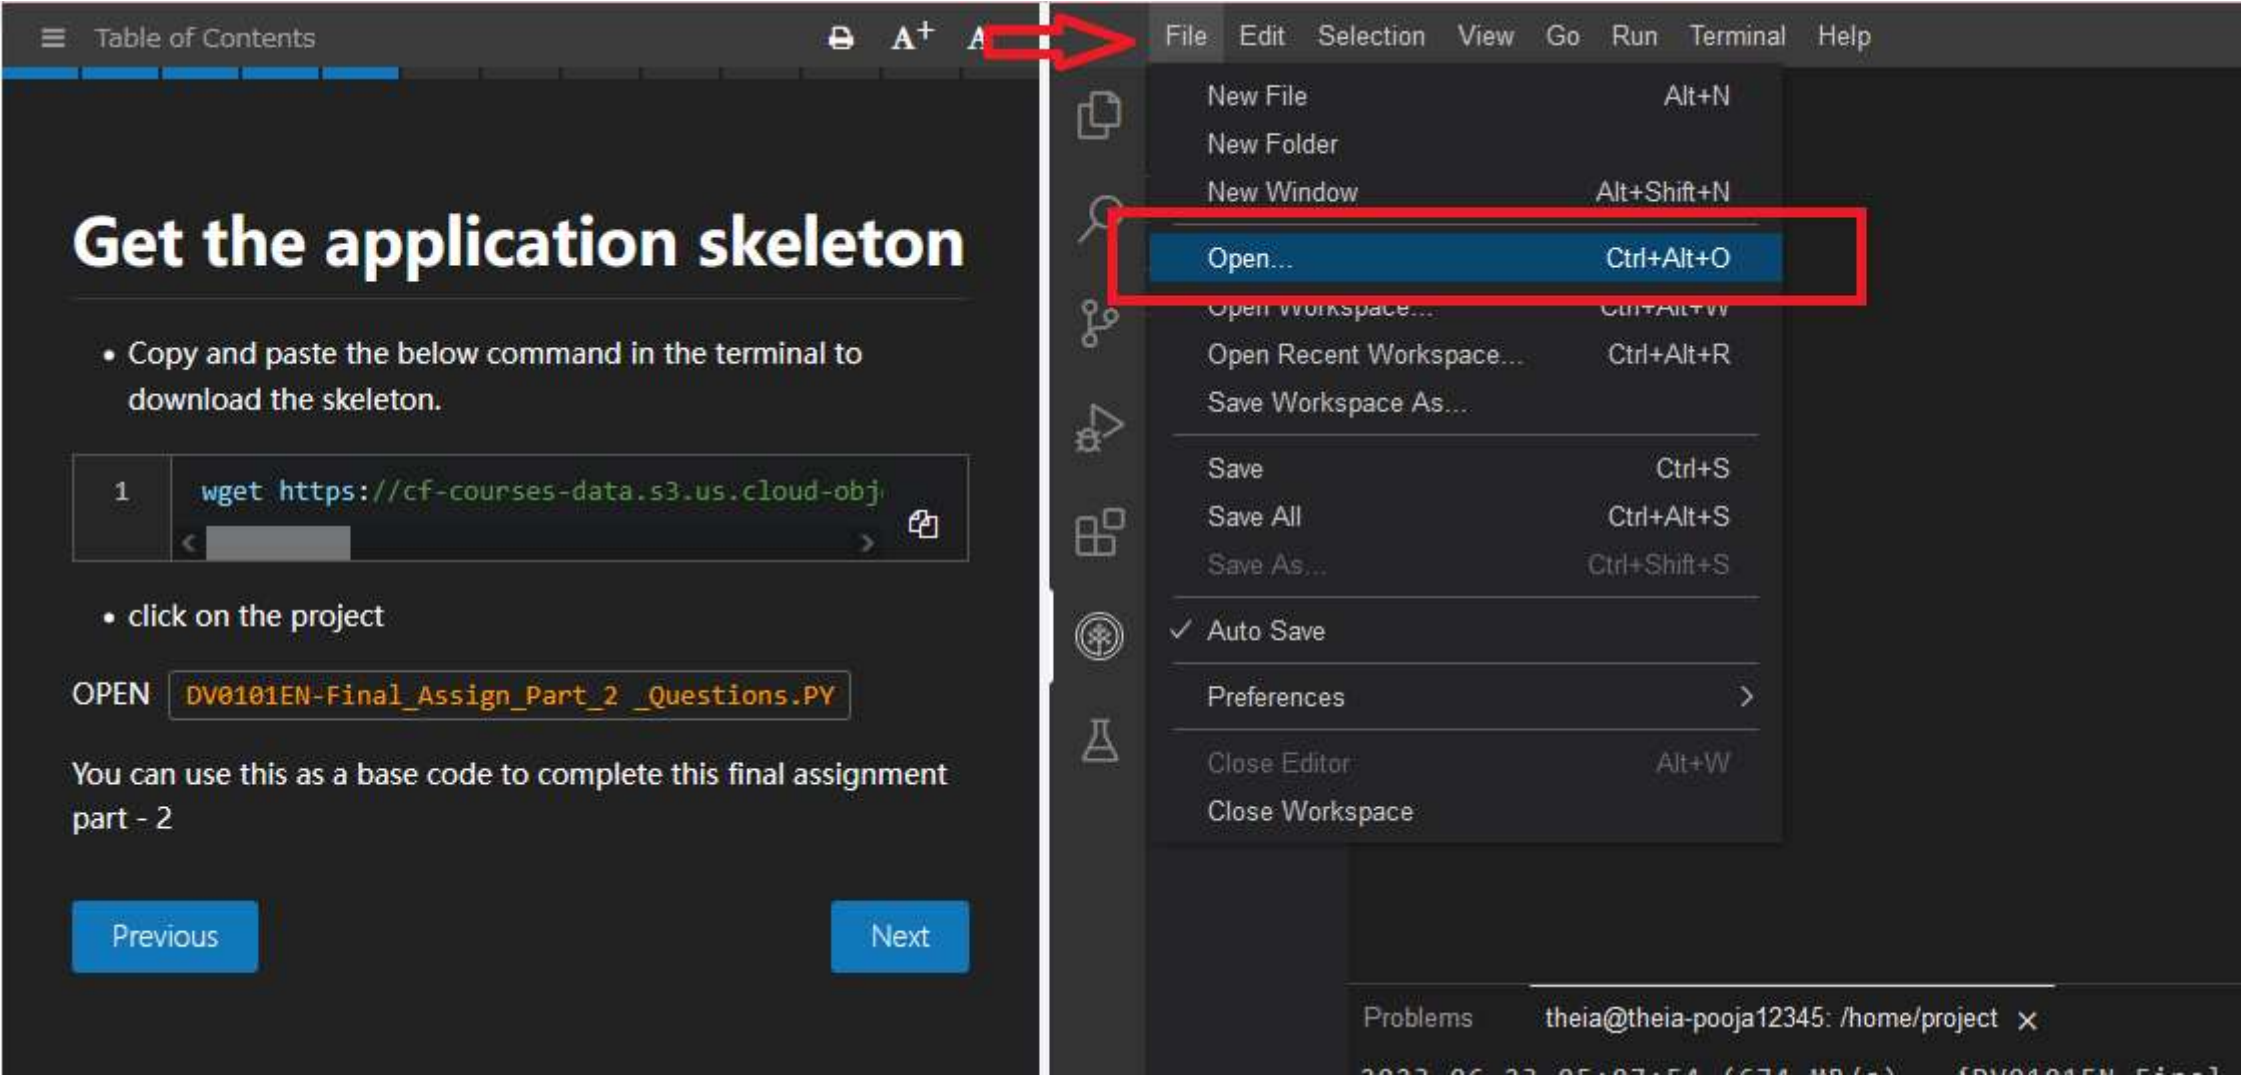 Table of Contents
A+
A
Get the application skeleton
• Copy and paste the below command in the terminal to
download the skeleton.
1 wget https://cf-courses-data.s3.us.cloud-obj
• click on the project
OPEN DV0101EN-Final_Assign_Part_2 _Questions.PY
You can use this as a base code to complete this final assignment
part - 2
Previous
Next
File Edit Selection View Go Run Terminal Help
New File Alt+N
New Folder
New Window Alt+Shift+N
Open... Ctrl+Alt+O
Open Workspace... Ctrl+Alt+W
Open Recent Workspace... Ctrl+Alt+R
Save Workspace As...
Save Ctrl+S
Save All Ctrl+Alt+S
Save As... Ctrl+Shift+S
Auto Save
Preferences
Close Editor Alt+W
Close Workspace
Problems theia@theia-pooja12345: /home/project